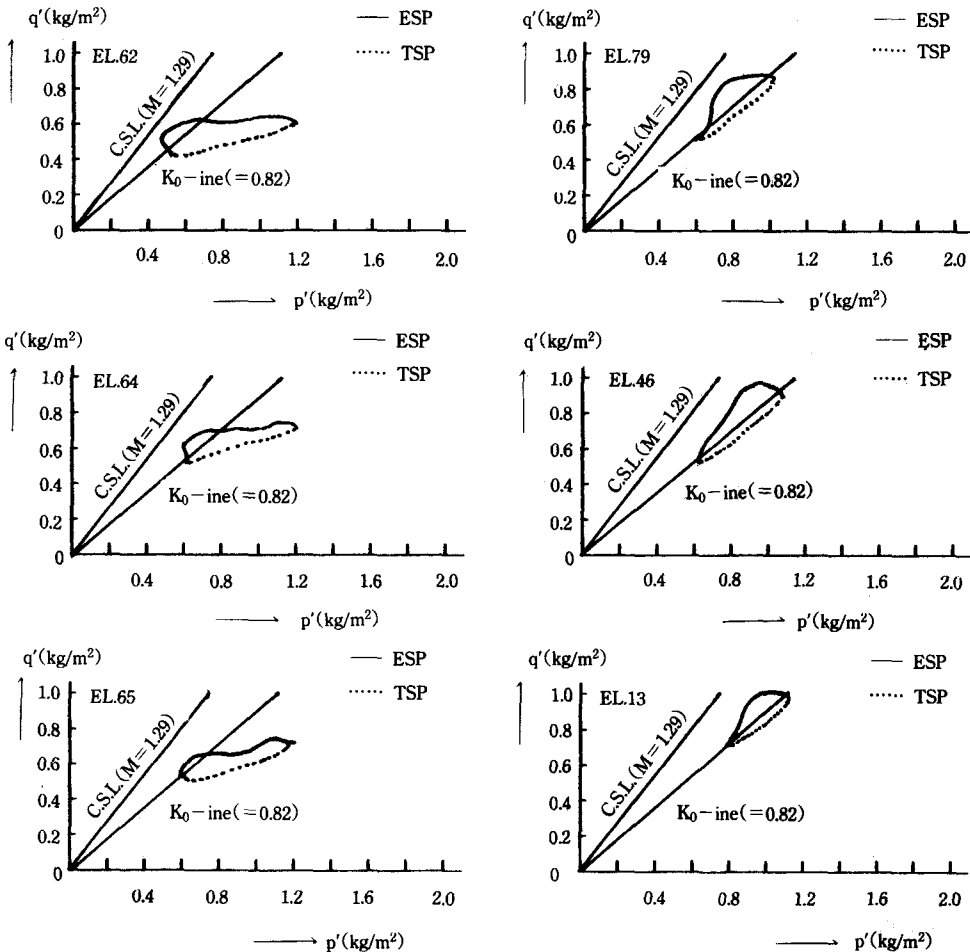 q′(kg/m²)
— ESP
····· TSP
EL.62
1.0
0.8
0.6
0.4
0.2
0
C.S.L.(M=1.29)
K₀−ine(=0.82)
0.4
0.8
1.2
1.6
2.0
→ p′(kg/m²)
q′(kg/m²)
— ESP
····· TSP
EL.79
1.0
0.8
0.6
0.4
0.2
0
C.S.L.(M=1.29)
K₀−ine(=0.82)
0.4
0.8
1.2
1.6
2.0
→ p′(kg/m²)
q′(kg/m²)
— ESP
····· TSP
EL.64
1.0
0.8
0.6
0.4
0.2
0
C.S.L.(M=1.29)
K₀−ine(=0.82)
0.4
0.8
1.2
1.6
2.0
→ p′(kg/m²)
q′(kg/m²)
— ESP
····· TSP
EL.46
1.0
0.8
0.6
0.4
0.2
0
C.S.L.(M=1.29)
K₀−ine(=0.82)
0.4
0.8
1.2
1.6
2.0
→ p′(kg/m²)
q′(kg/m²)
— ESP
····· TSP
EL.65
1.0
0.8
0.6
0.4
0.2
0
C.S.L.(M=1.29)
K₀−ine(=0.82)
0.4
0.8
1.2
1.6
2.0
→ p′(kg/m²)
q′(kg/m²)
— ESP
····· TSP
EL.13
1.0
0.8
0.6
0.4
0.2
0
C.S.L.(M=1.29)
K₀−ine(=0.82)
0.4
0.8
1.2
1.6
2.0
→ p′(kg/m²)